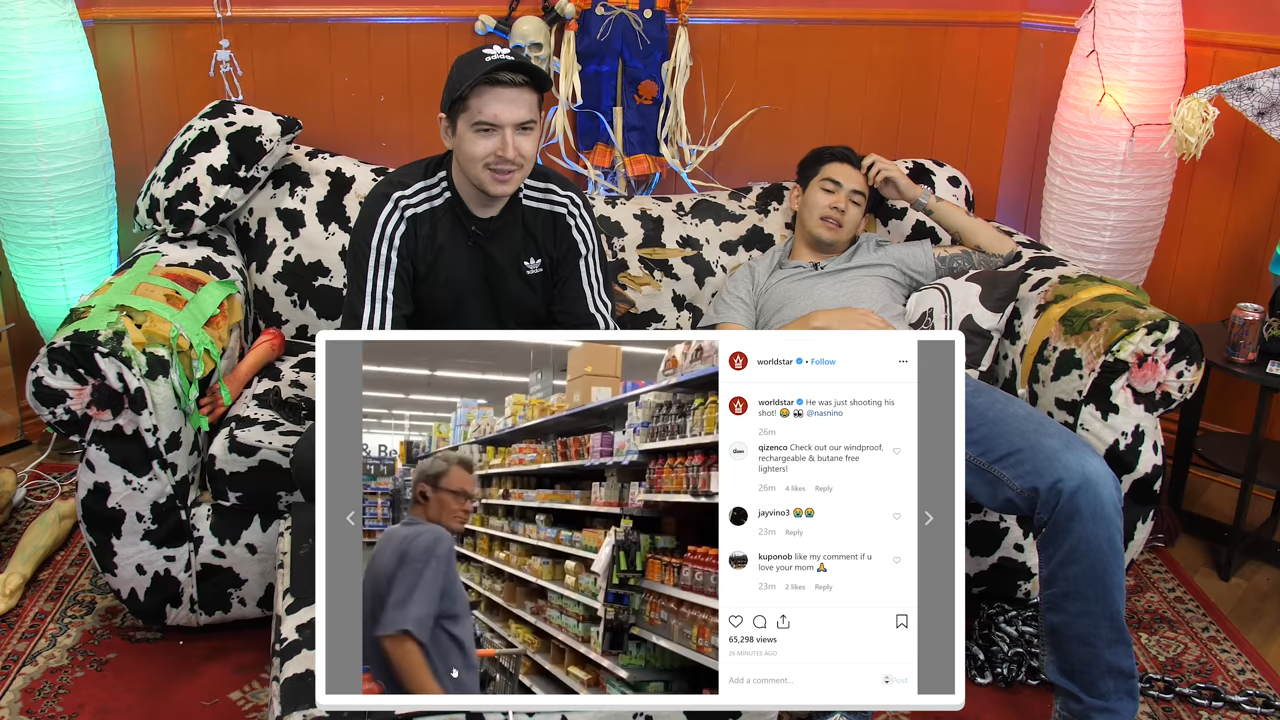 adidas
adidas
& Be
worldstar • Follow
worldstar He was just shooting his
shot! 😂 👀 @nasnino
26m
qizenco Check out our windproof,
rechargeable & butane free
lighters!
26m 4 likes Reply
jayvino3 😭😭
23m Reply
kuponob like my comment if u
love your mom 🙏
23m 2 likes Reply
65,298 views
26 MINUTES AGO
Add a comment...
Post